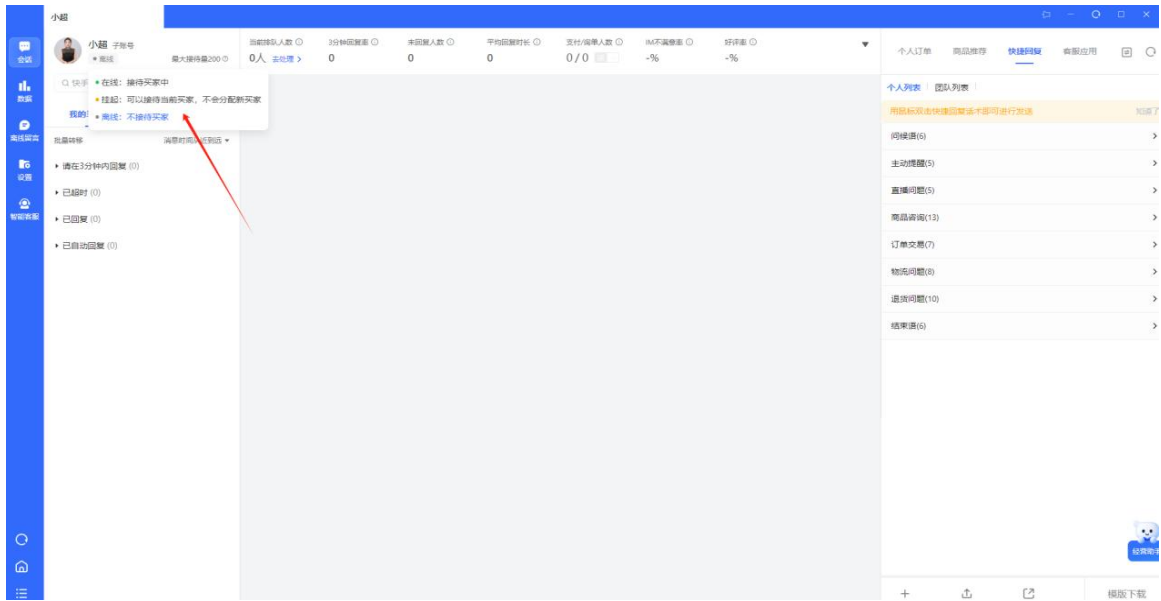 小超
会话
数据
离线留言
设置
智能客服
小超 子账号
离线
最大接待量200
在线：接待买家中
挂起：可以接待当前买家，不会分配新买家
离线：不接待买家
批量转移
请在3分钟内回复 (0)
已超时 (0)
已回复 (0)
已自动回复 (0)
当前排队人数
0人 去处理 >
3分钟回复率
0
未回复人数
0
平均回复时长
0
支付/询单人数
0 / 0
IM不满意率
-%
好评率
-%
个人订单 商品推荐 快捷回复 客服应用
个人列表 团队列表
用鼠标双击快捷回复话术即可进行发送
知道了
问候语(6)
主动提醒(5)
直播问题(5)
商品咨询(13)
订单交易(7)
物流问题(8)
退货问题(10)
结束语(6)
经营助手
模版下载